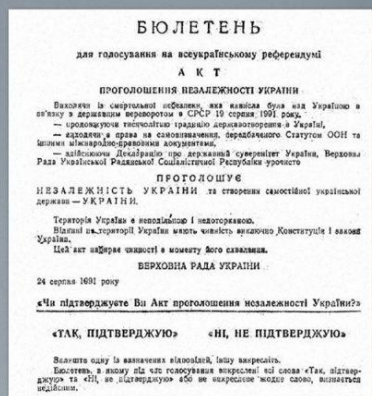 БЮЛЕТЕНЬ
для голосування на всеукраїнському референдумі
АКТ
ПРОГОЛОШЕННЯ НЕЗАЛЕЖНОСТІ УКРАЇНИ
Виходячи із смертельної небезпеки, яка нависла була над Україною в
зв'язку з державним переворотом в СРСР 19 серпня 1991 року,
— продовжуючи тисячолітню традицію державотворення в Україні,
— виходячи з права на самовизначення, передбаченого Статутом ООН та
іншими міжнародно-правовими документами,
— здійснюючи Декларацію про державний суверенітет України, Верховна
Рада Української Радянської Соціалістичної Республіки урочисто
ПРОГОЛОШУЄ
НЕЗАЛЕЖНІСТЬ УКРАЇНИ та створення самостійної української
держави — УКРАЇНИ.
Територія України є неподільною і недоторканою.
Віднині на території України мають чинність виключно Конституція і закони
України.
Цей акт набирає чинності з моменту його схвалення.
ВЕРХОВНА РАДА УКРАЇНИ
24 серпня 1691 року
«Чи підтверджуєте Ви Акт проголошення незалежності України?»
«ТАК, ПІДТВЕРДЖУЮ» «НІ, НЕ ПІДТВЕРДЖУЮ»
Залиште одну із зазначених відповідей, іншу викресліть.
Бюлетень, в якому під час голосування викреслені всі слова «Так, підтвер-
джую» та «Ні, не підтверджую» або не викреслене жодне слово, визнається
недійсним.